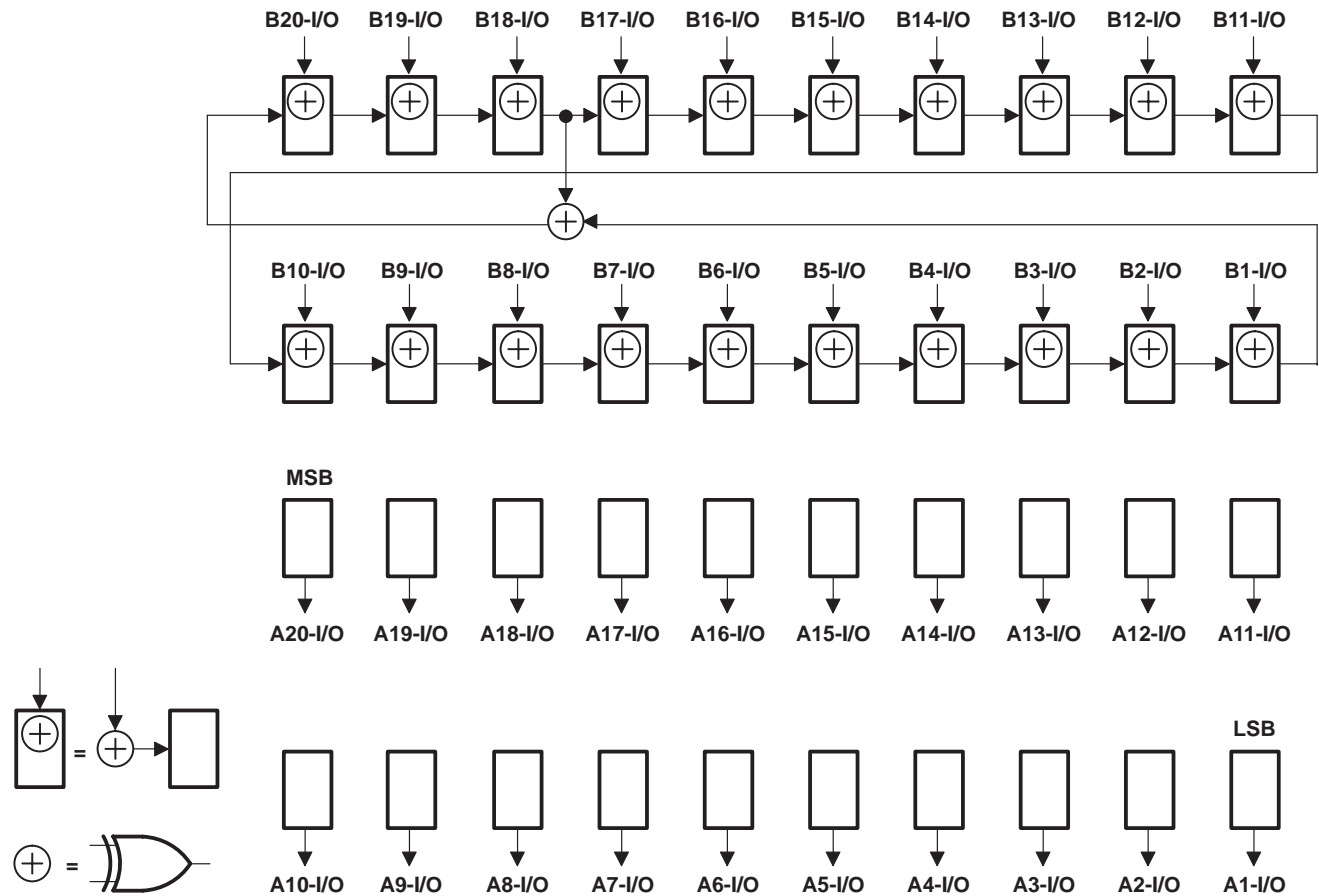 B20-I/O B19-I/O B18-I/O B17-I/O B16-I/O B15-I/O B14-I/O B13-I/O B12-I/O B11-I/O
B10-I/O B9-I/O B8-I/O B7-I/O B6-I/O B5-I/O B4-I/O B3-I/O B2-I/O B1-I/O
MSB
A20-I/O A19-I/O A18-I/O A17-I/O A16-I/O A15-I/O A14-I/O A13-I/O A12-I/O A11-I/O
=
LSB
=
A10-I/O A9-I/O A8-I/O A7-I/O A6-I/O A5-I/O A4-I/O A3-I/O A2-I/O A1-I/O